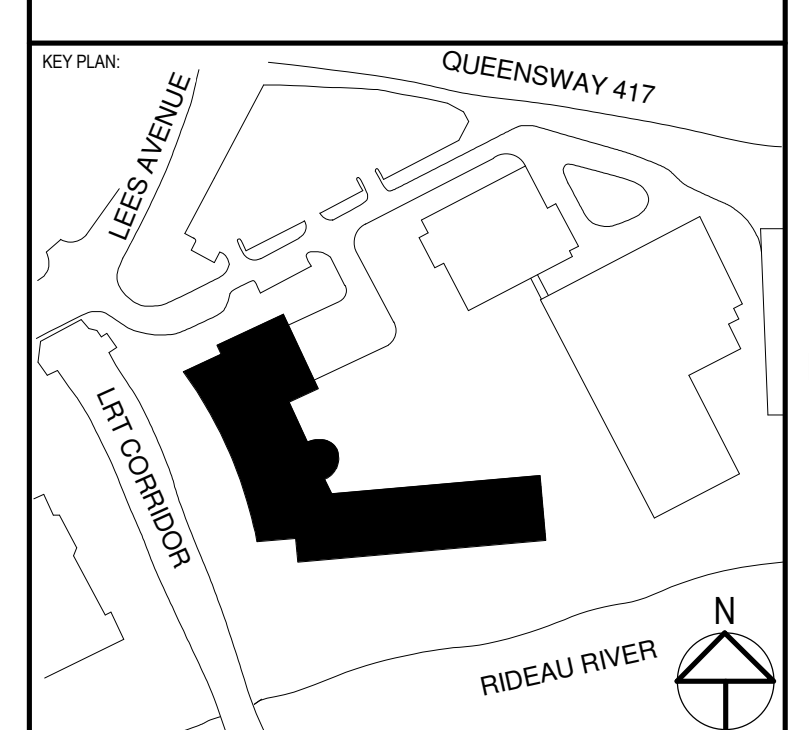 KEY PLAN:
QUEENSWAY 417
LEES AVENUE
LRT CORRIDOR
N
RIDEAU RIVER